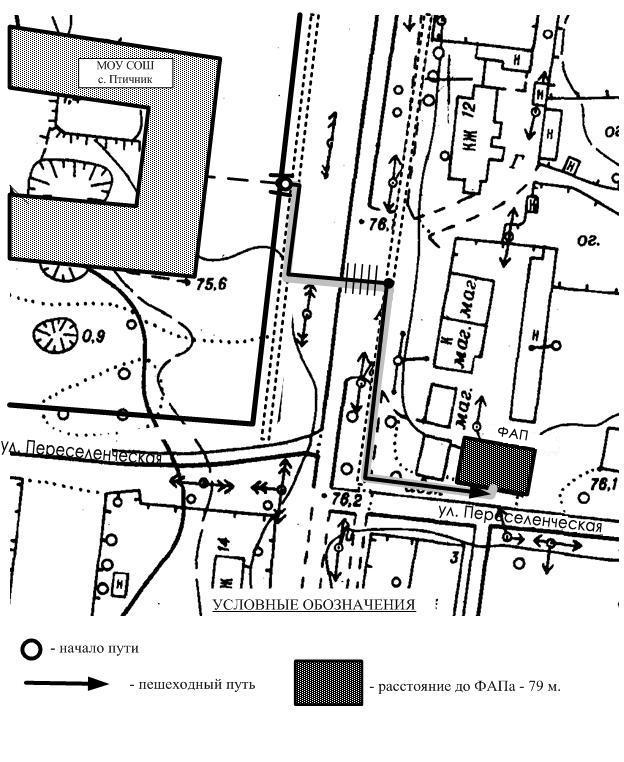 МОУ СОШ
с. Птичник
КЖ 12
Н
Н
Н
Н
Н
Г
ог.
ог.
76,
75,6
0,9
маг.
К
маг.
маг.
Н
ФАП
ул. Переселенческая
76,1
76,2
ул. Переселенческая
14
Ж
3
Н
Н
УСЛОВНЫЕ ОБОЗНАЧЕНИЯ
- начало пути
- пешеходный путь
- расстояние до ФАПа - 79 м.